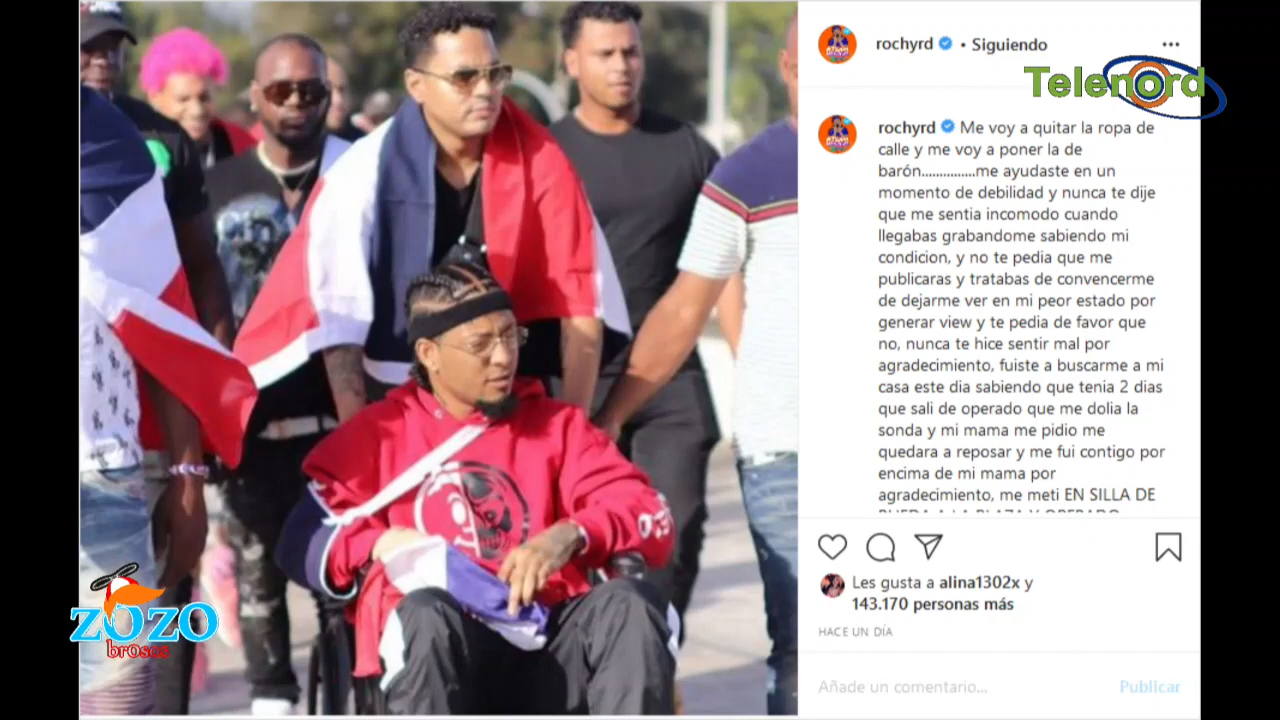 rochyrd • Siguiendo
Telenord
rochyrd Me voy a quitar la ropa de
calle y me voy a poner la de
barón...............me ayudaste en un
momento de debilidad y nunca te dije
que me sentia incomodo cuando
llegabas grabandome sabiendo mi
condicion, y no te pedia que me
publicaras y tratabas de convencerme
de dejarme ver en mi peor estado por
generar view y te pedia de favor que
no, nunca te hice sentir mal por
agradecimiento, fuiste a buscarme a mi
casa este dia sabiendo que tenia 2 dias
que sali de operado que me dolia la
sonda y mi mama me pidio me
quedara a reposar y me fui contigo por
encima de mi mama por
agradecimiento, me meti EN SILLA DE
Les gusta a alina1302x y
143.170 personas más
HACE UN DÍA
Añade un comentario...
Publicar
zozo
brosos